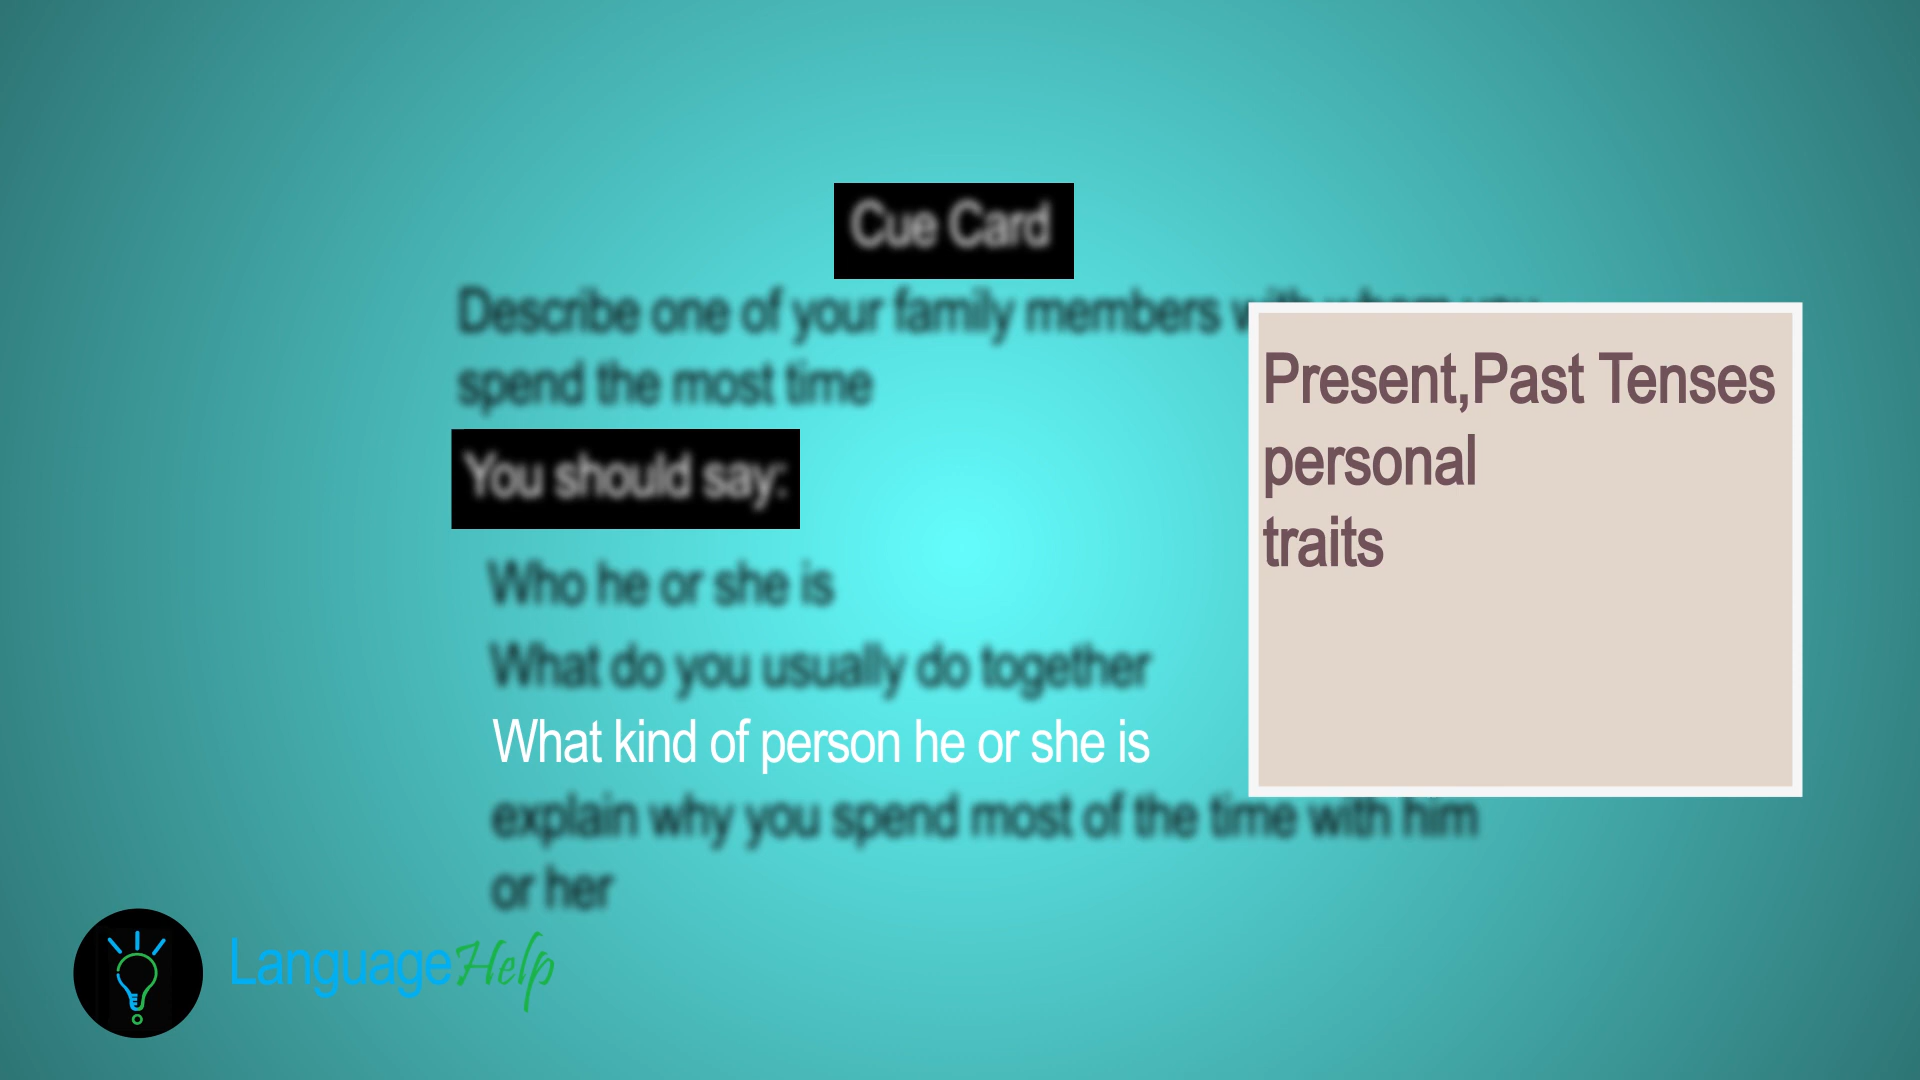 Cue Card
Describe one of your family members
spend the most time
You should say:
Who he or she is
What do you usually do together
What kind of person he or she is
explain why you spend most of the time with him
or her
Present,Past Tenses
personal
traits
LanguageHelp